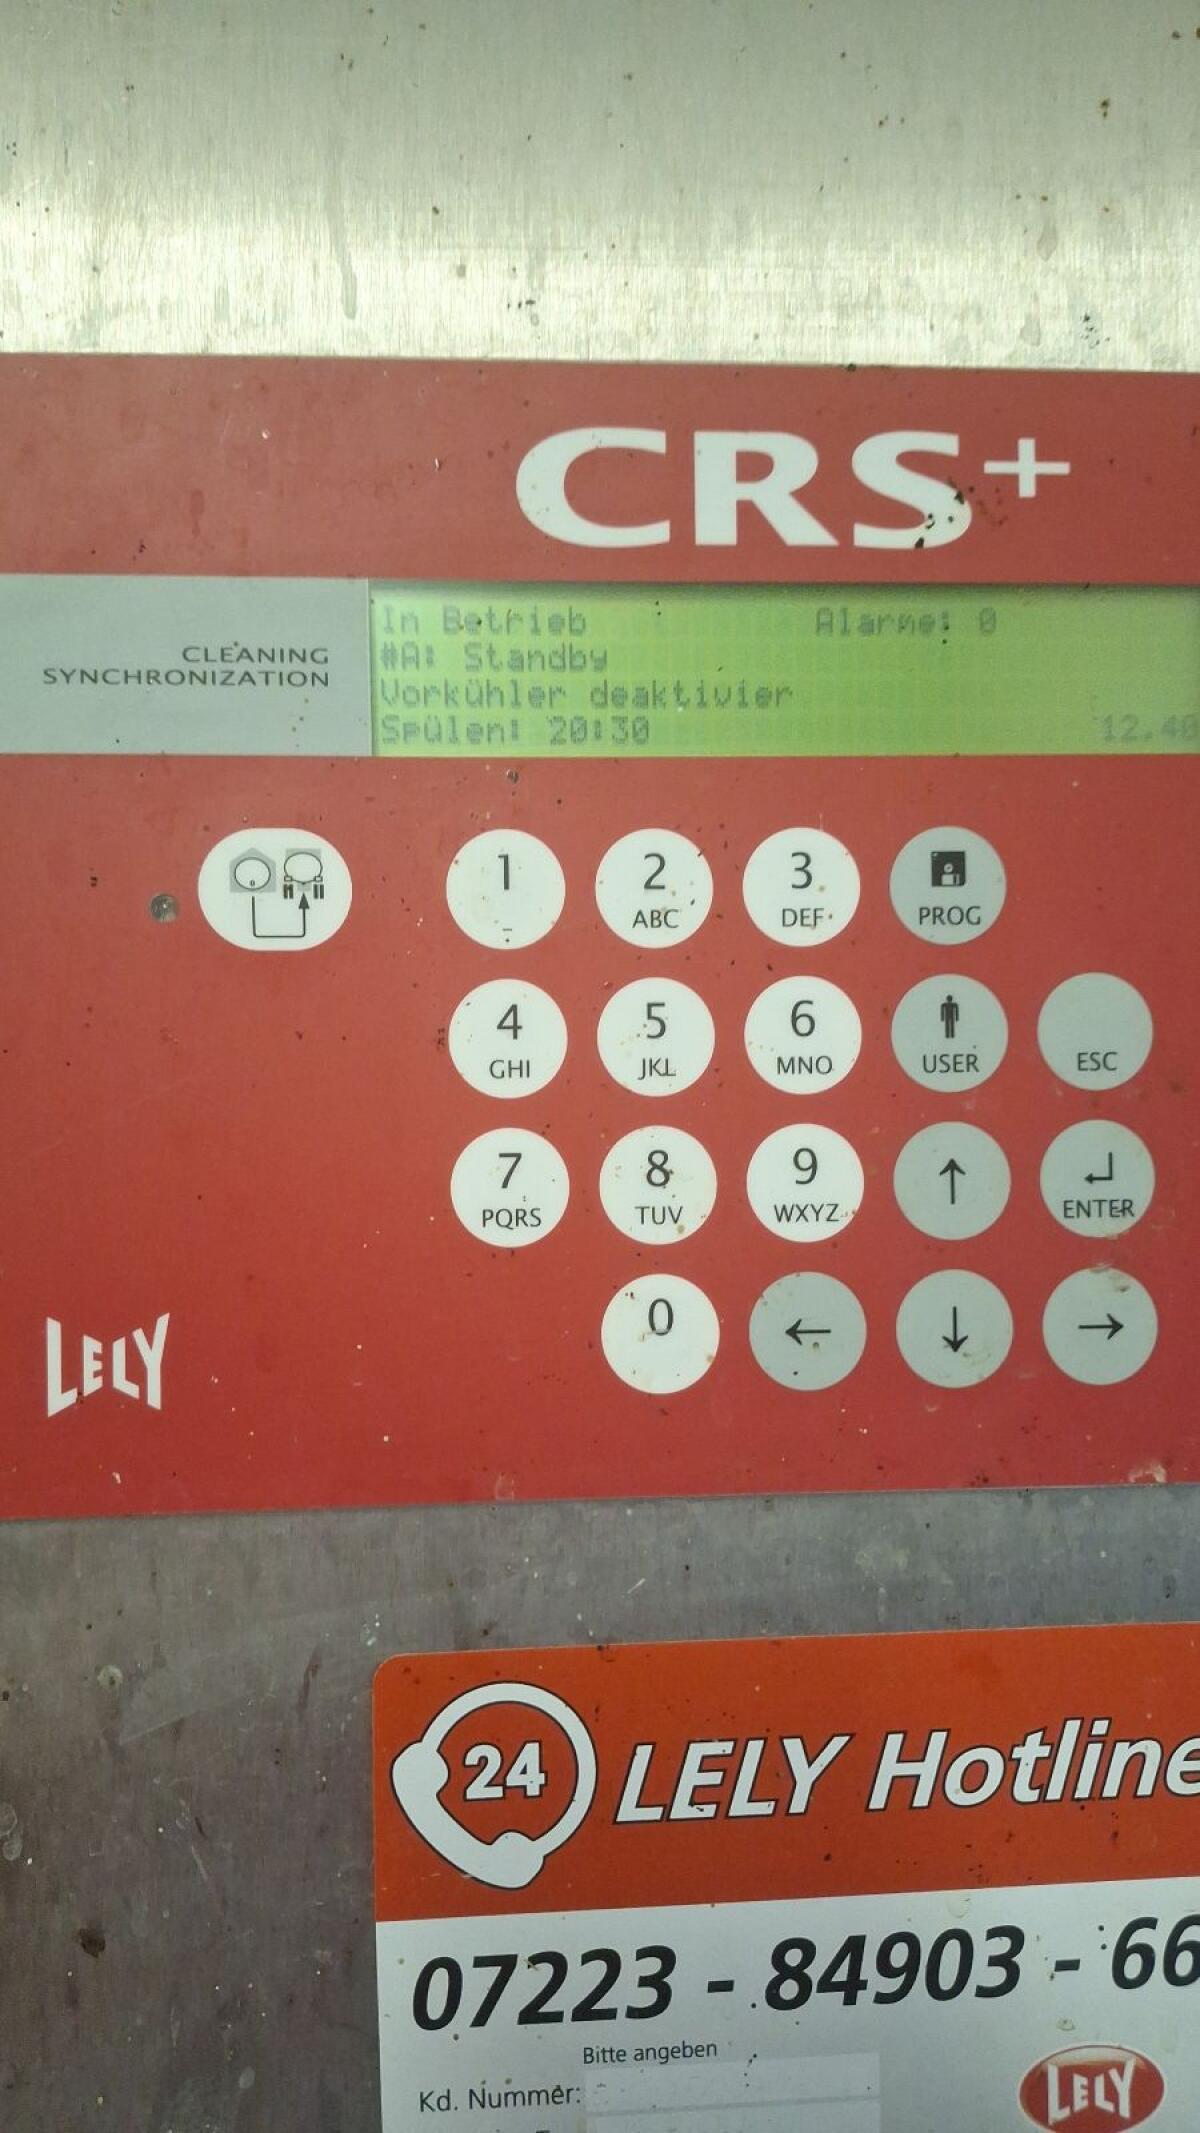 CRS+
CLEANING
SYNCHRONIZATION
In Betrieb Alarme: 0
#A: Standby
Vorkühler deaktivier
Spülen: 20:30 12.40
1
2 ABC
3 DEF
PROG
4 GHI
5 JKL
6 MNO
USER
ESC
7 PQRS
8 TUV
9 WXYZ
ENTER
0
LELY
24 LELY Hotline
07223 - 84903 - 66
Bitte angeben
Kd. Nummer:
LELY